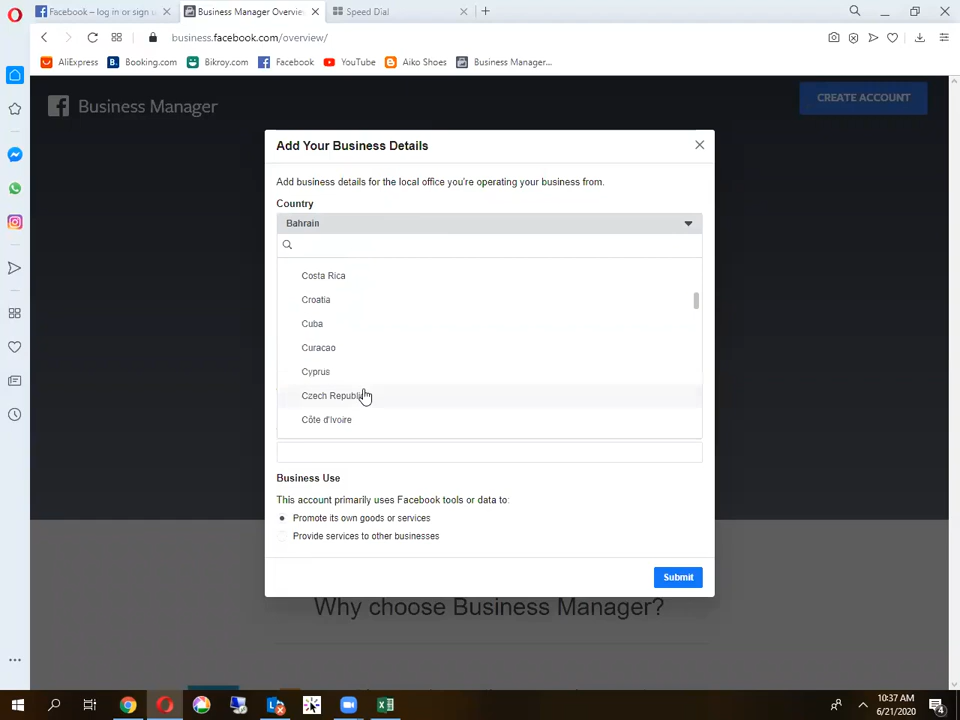 Facebook – log in or sign u
Business Manager Overvie
Speed Dial
business.facebook.com/overview/
AliExpress
Booking.com
Bikroy.com
Facebook
YouTube
Aiko Shoes
Business Manager...
Business Manager
CREATE ACCOUNT
Add Your Business Details
Add business details for the local office you're operating your business from.
Country
Bahrain
Costa Rica
Croatia
Cuba
Curacao
Cyprus
Czech Republic
Côte d'Ivoire
Business Use
This account primarily uses Facebook tools or data to:
Promote its own goods or services
Provide services to other businesses
Submit
Why choose Business Manager?
10:37 AM
6/21/2020
4